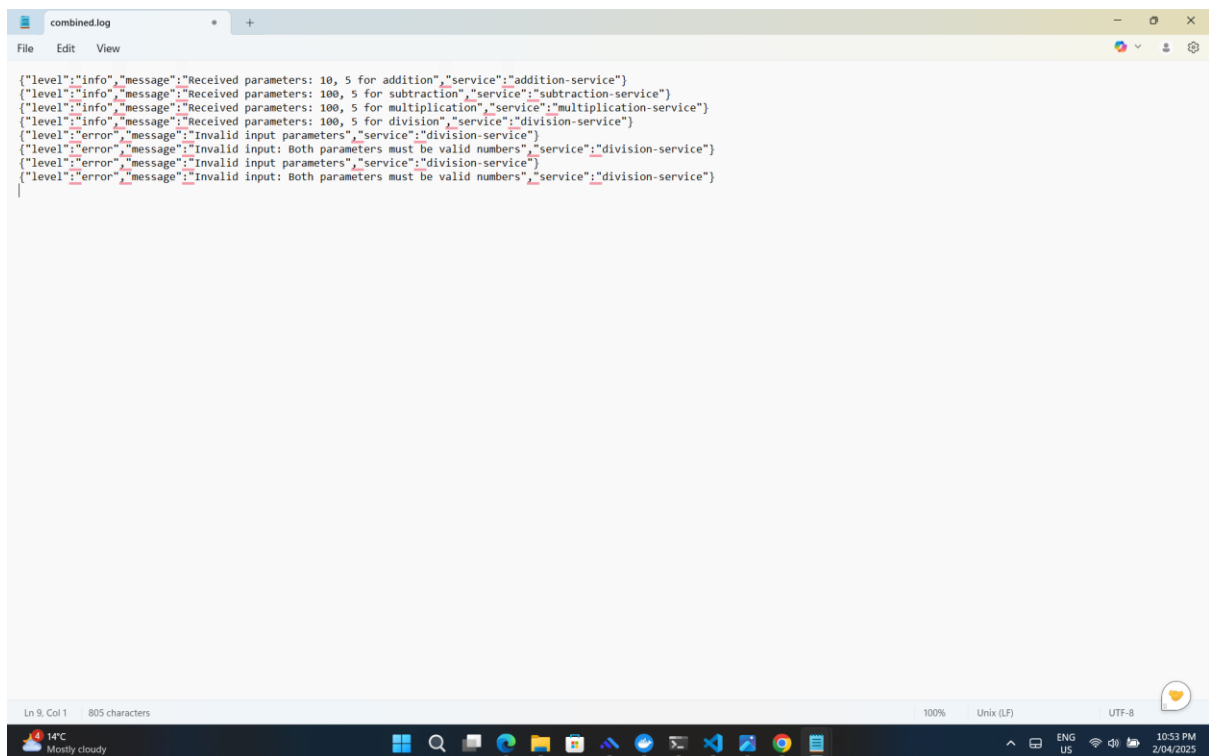 combined.log
File Edit View
{"level":"info","message":"Received parameters: 10, 5 for addition","service":"addition-service"}
{"level":"info","message":"Received parameters: 100, 5 for subtraction","service":"subtraction-service"}
{"level":"info","message":"Received parameters: 100, 5 for multiplication","service":"multiplication-service"}
{"level":"info","message":"Received parameters: 100, 5 for division","service":"division-service"}
{"level":"error","message":"Invalid input parameters","service":"division-service"}
{"level":"error","message":"Invalid input: Both parameters must be valid numbers","service":"division-service"}
{"level":"error","message":"Invalid input parameters","service":"division-service"}
{"level":"error","message":"Invalid input: Both parameters must be valid numbers","service":"division-service"}
Ln 9, Col 1 805 characters 100% Unix (LF) UTF-8
4 14°C ENG 10:53 PM
Mostly cloudy US 2/04/2025